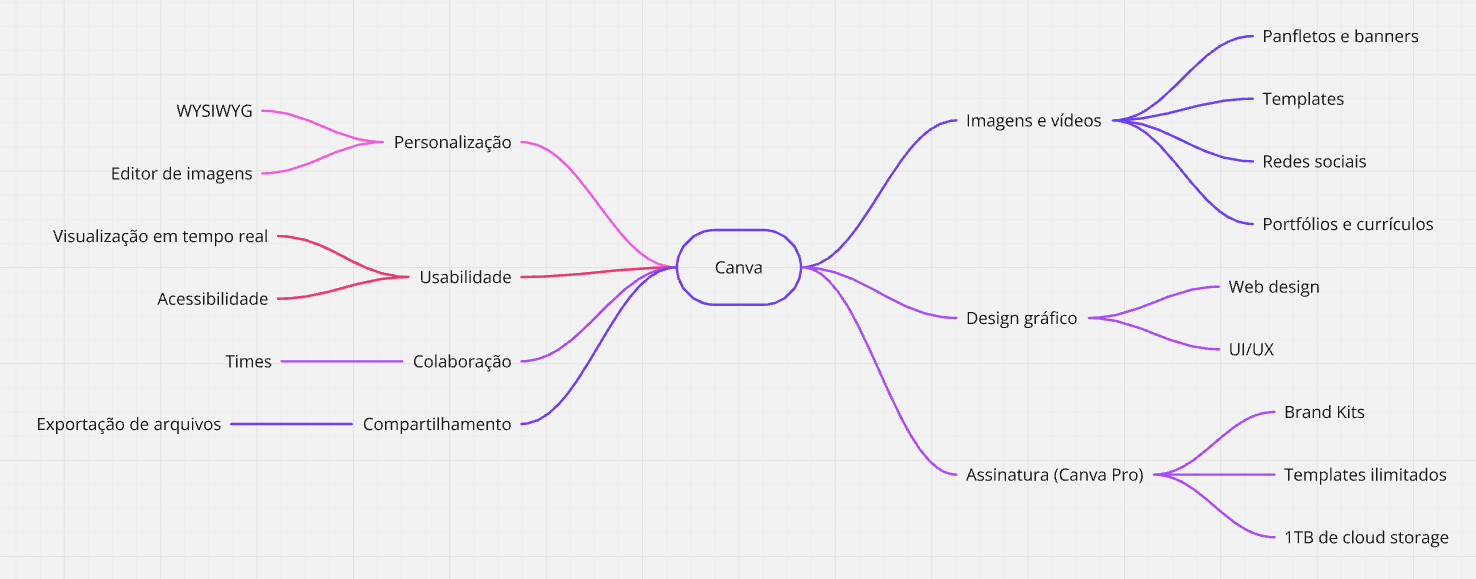 Panfletos e banners
Templates
Imagens e vídeos
Redes sociais
Portfólios e currículos
WYSIWYG
Personalização
Editor de imagens
Visualização em tempo real
Usabilidade
Acessibilidade
Times
Colaboração
Exportação de arquivos
Compartilhamento
Canva
Web design
Design gráfico
UI/UX
Brand Kits
Assinatura (Canva Pro)
Templates ilimitados
1TB de cloud storage